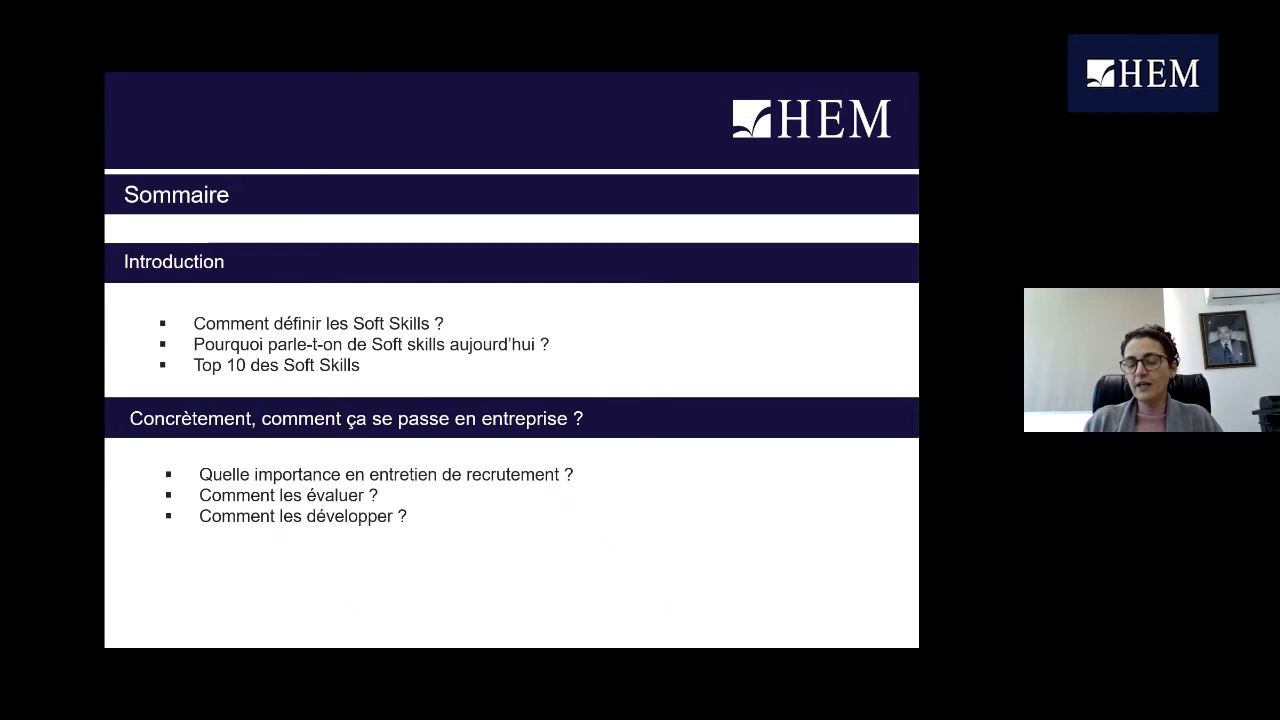 HEM
HEM
Sommaire
Introduction
▪ Comment définir les Soft Skills ?
▪ Pourquoi parle-t-on de Soft skills aujourd'hui ?
▪ Top 10 des Soft Skills
Concrètement, comment ça se passe en entreprise ?
▪ Quelle importance en entretien de recrutement ?
▪ Comment les évaluer ?
▪ Comment les développer ?